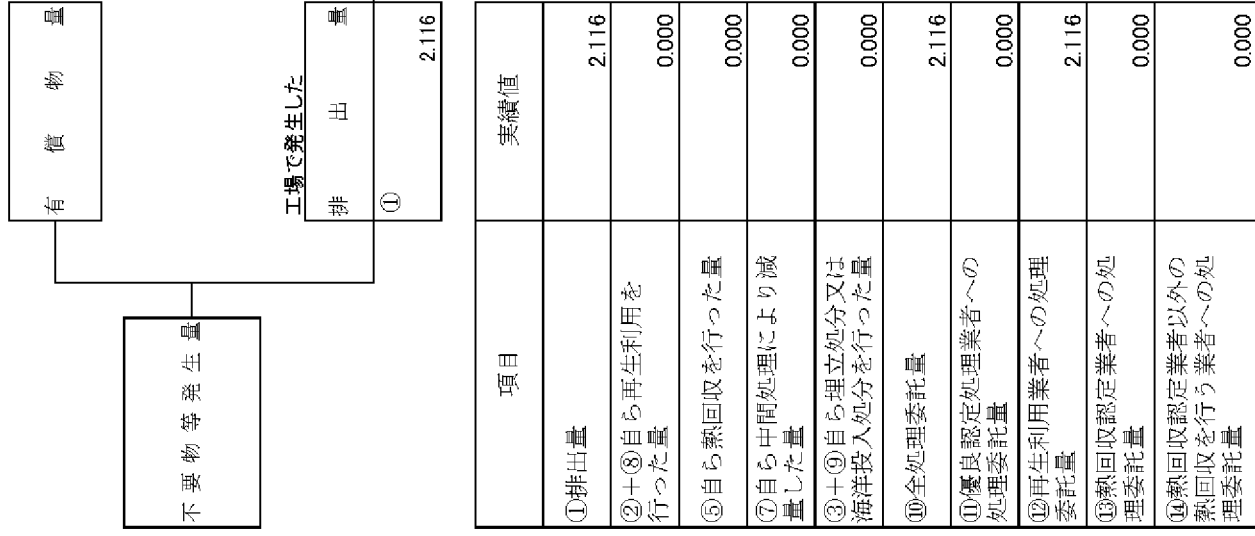 有償物量
不要物等発生量
工場で発生した
排出量
①
2.116
項目
実績値
①排出量
2.116
②+⑧自ら再生利用を
行った量
0.000
⑤自ら熱回収を行った量
0.000
⑦自ら中間処理により減
量した量
0.000
③+⑨自ら埋立処分又は
海洋投入処分を行った量
0.000
⑩全処理委託量
2.116
⑪優良認定処理業者への
処理委託量
0.000
⑫再生利用業者への処理
委託量
2.116
⑬熱回収認定業者への処
理委託量
0.000
⑭熱回収認定業者以外の
熱回収を行う業者への処
理委託量
0.000